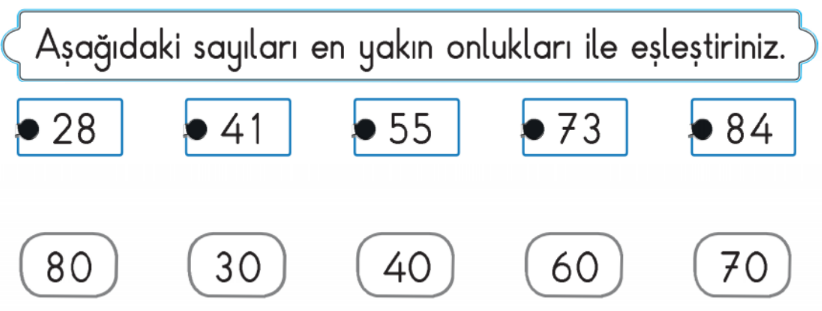 Aşağıdaki sayıları en yakın onlukları ile eşleştiriniz.
28 41 55 73 84
80 30 40 60 70